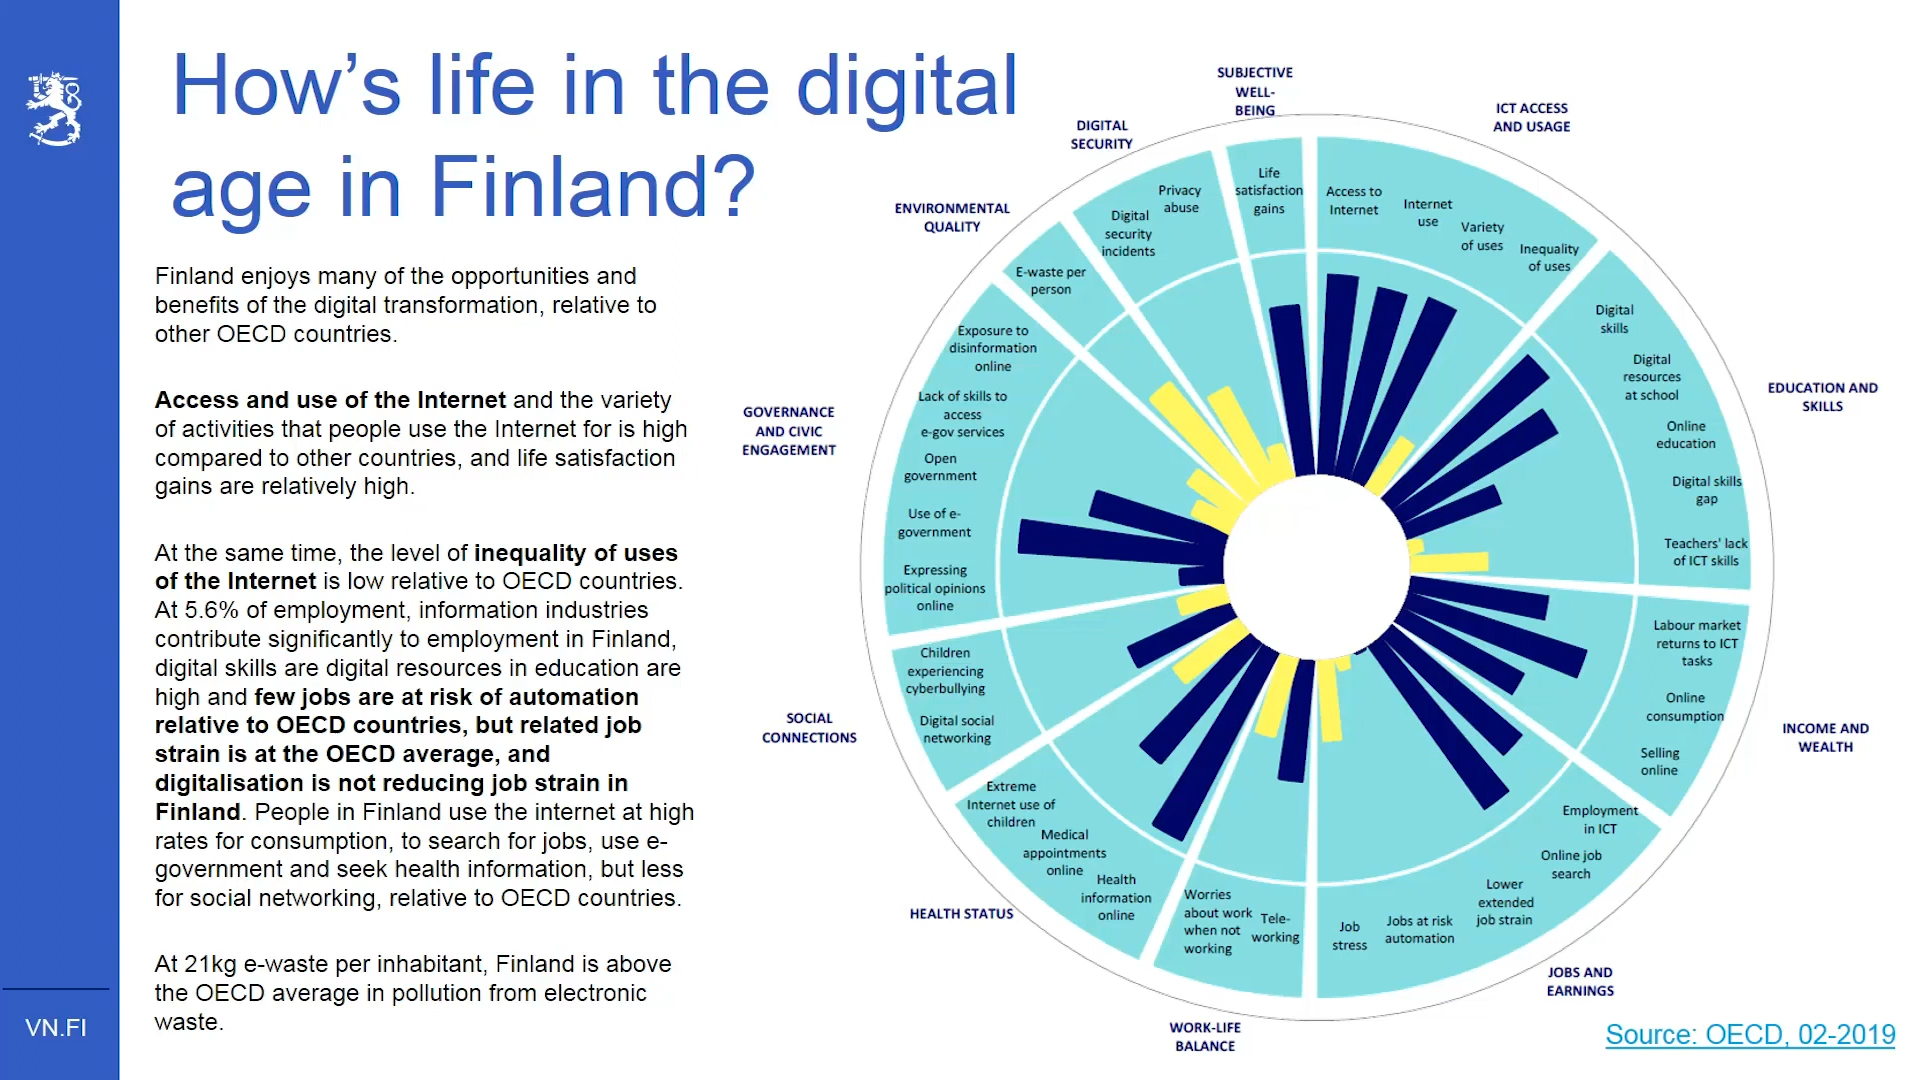 How's life in the digital
age in Finland?
Finland enjoys many of the opportunities and
benefits of the digital transformation, relative to
other OECD countries.
Access and use of the Internet and the variety
of activities that people use the Internet for is high
compared to other countries, and life satisfaction
gains are relatively high.
At the same time, the level of inequality of uses
of the Internet is low relative to OECD countries.
At 5.6% of employment, information industries
contribute significantly to employment in Finland,
digital skills are digital resources in education are
high and few jobs are at risk of automation
relative to OECD countries, but related job
strain is at the OECD average, and
digitalisation is not reducing job strain in
Finland. People in Finland use the internet at high
rates for consumption, to search for jobs, use e-
government and seek health information, but less
for social networking, relative to OECD countries.
At 21kg e-waste per inhabitant, Finland is above
the OECD average in pollution from electronic
waste.
VN.FI
SUBJECTIVE
WELL-
BEING
Life
satisfaction
gains
ICT ACCESS
AND USAGE
Access to
Internet
Internet
use
Variety
of uses
Inequality
of uses
EDUCATION AND
SKILLS
Digital
skills
Digital
resources
at school
Online
education
Digital skills
gap
Teachers' lack
of ICT skills
INCOME AND
WEALTH
Labour market
returns to ICT
tasks
Online
consumption
Selling
online
JOBS AND
EARNINGS
Employment
in ICT
Online job
search
Lower
extended
job strain
Jobs at risk
automation
Job
stress
WORK-LIFE
BALANCE
Tele-
working
Worries
about work
when not
working
HEALTH STATUS
Health
information
online
Medical
appointments
online
Extreme
Internet use of
children
SOCIAL
CONNECTIONS
Digital social
networking
Children
experiencing
cyberbullying
GOVERNANCE
AND CIVIC
ENGAGEMENT
Expressing
political opinions
online
Use of e-
government
Open
government
Lack of skills to
access
e-gov services
Exposure to
disinformation
online
ENVIRONMENTAL
QUALITY
E-waste per
person
DIGITAL
SECURITY
Digital
security
incidents
Privacy
abuse
Source: OECD, 02-2019